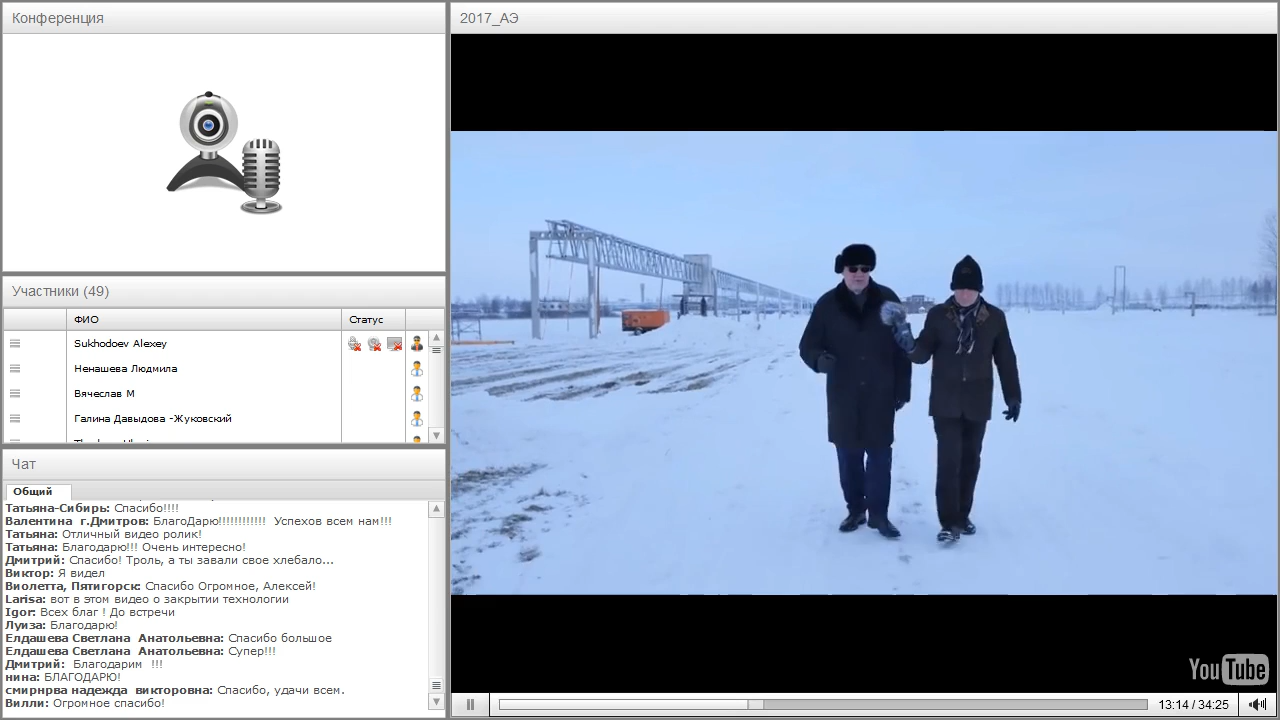 Конференция
2017_АЭ
Участники (49)
ФИО Статус
Sukhodoev Alexey
Ненашева Людмила
Вячеслав М
Галина Давыдова -Жуковский
Чат
Общий
Татьяна-Сибирь: Спасибо!!!!
Валентина г.Дмитров: БлагоДарю!!!!!!!!!!!! Успехов всем нам!!!
Татьяна: Отличный видео ролик!
Татьяна: Благодарю!!! Очень интересно!
Дмитрий: Спасибо! Троль, а ты завали свое хлебало...
Виктор: Я видел
Виолетта, Пятигорск: Спасибо Огромное, Алексей!
Larisa: вот в этом видео о закрытии технологии
Igor: Всех благ ! До встречи
Луиза: Благодарю!
Елдашева Светлана Анатольевна: Спасибо большое
Елдашева Светлана Анатольевна: Супер!!!
Дмитрий: Благодарим !!!
нина: БЛАГОДАРЮ!
смирнрва надежда викторовна: Спасибо, удачи всем.
Вилли: Огромное спасибо!
YouTube
13:14 / 34:25